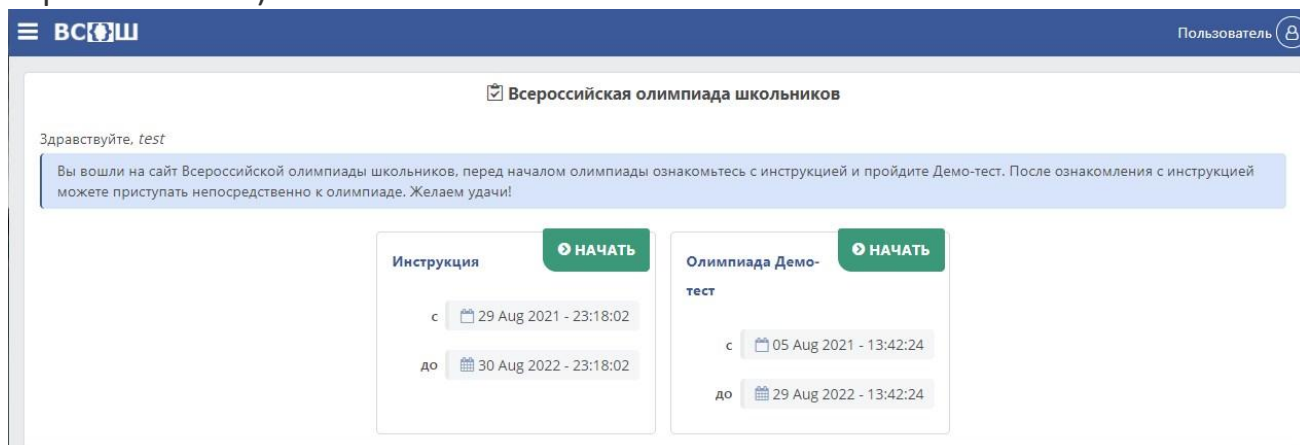 ВСОШ
Пользователь
Всероссийская олимпиада школьников
Здравствуйте, test
Вы вошли на сайт Всероссийской олимпиады школьников, перед началом олимпиады ознакомьтесь с инструкцией и пройдите Демо-тест. После ознакомления с инструкцией
можете приступать непосредственно к олимпиаде. Желаем удачи!
Инструкция
НАЧАТЬ
с 29 Aug 2021 - 23:18:02
до 30 Aug 2022 - 23:18:02
Олимпиада Демо-
тест
НАЧАТЬ
с 05 Aug 2021 - 13:42:24
до 29 Aug 2022 - 13:42:24